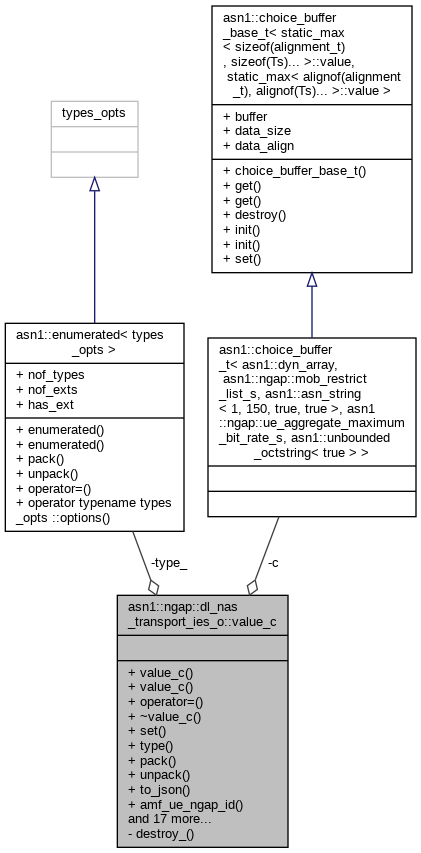 asn1::choice_buffer
_base_t< static_max
< sizeof(alignment_t)
, sizeof(Ts)... >::value,
static_max< alignof(alignment
_t), alignof(Ts)... >::value >
+ buffer
+ data_size
+ data_align
+ choice_buffer_base_t()
+ get()
+ get()
+ destroy()
+ init()
+ init()
+ set()
types_opts
asn1::enumerated< types
_opts >
+ nof_types
+ nof_exts
+ has_ext
+ enumerated()
+ enumerated()
+ pack()
+ unpack()
+ operator=()
+ operator typename types
_opts ::options()
asn1::choice_buffer
_t< asn1::dyn_array,
asn1::ngap::mob_restrict
_list_s, asn1::asn_string
< 1, 150, true, true >, asn1
::ngap::ue_aggregate_maximum
_bit_rate_s, asn1::unbounded
_octstring< true > >
-type_
-c
asn1::ngap::dl_nas
_transport_ies_o::value_c
+ value_c()
+ value_c()
+ operator=()
+ ~value_c()
+ set()
+ type()
+ pack()
+ unpack()
+ to_json()
+ amf_ue_ngap_id()
and 17 more...
- destroy_()